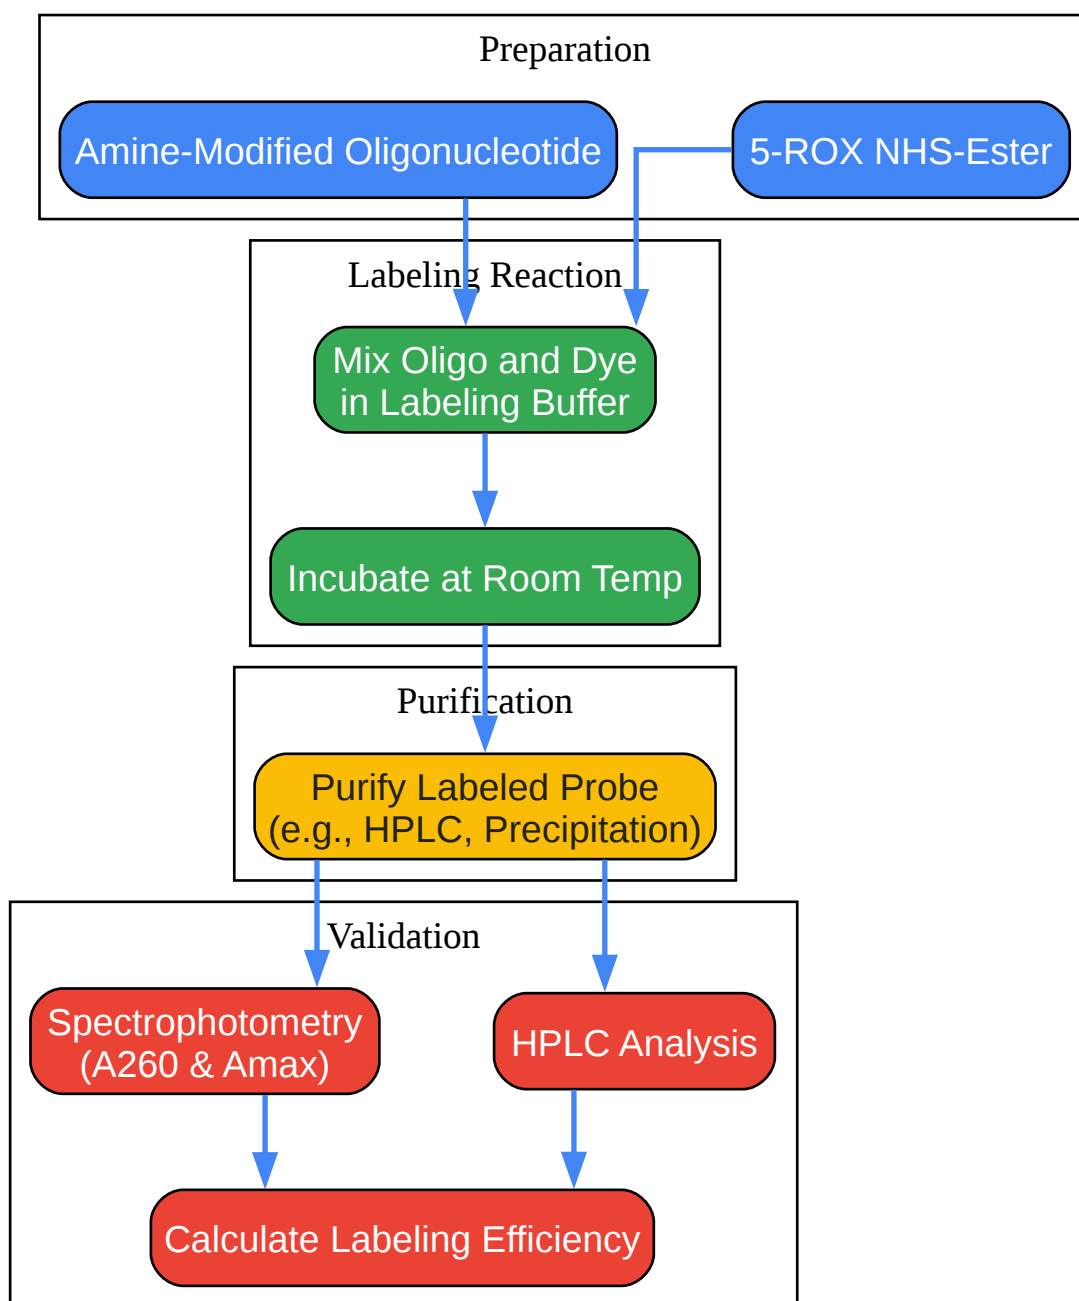 Preparation
Amine-Modified Oligonucleotide
5-ROX NHS-Ester
Labeling Reaction
Mix Oligo and Dye
in Labeling Buffer
Incubate at Room Temp
Purification
Purify Labeled Probe
(e.g., HPLC, Precipitation)
Validation
Spectrophotometry
(A260 & Amax)
HPLC Analysis
Calculate Labeling Efficiency